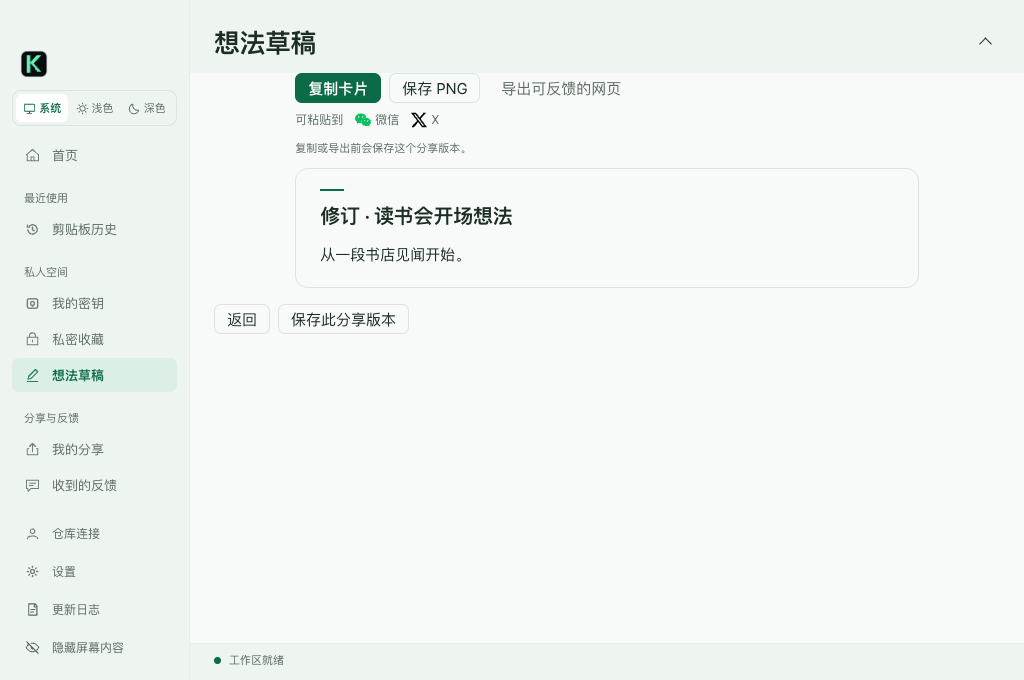 K
系统 浅色 深色
首页
最近使用
剪贴板历史
私人空间
我的密钥
私密收藏
想法草稿
分享与反馈
我的分享
收到的反馈
仓库连接
设置
更新日志
隐藏屏幕内容
想法草稿
复制卡片 保存 PNG 导出可反馈的网页
可粘贴到 微信 X
复制或导出前会保存这个分享版本。
修订 · 读书会开场想法
从一段书店见闻开始。
返回 保存此分享版本
工作区就绪